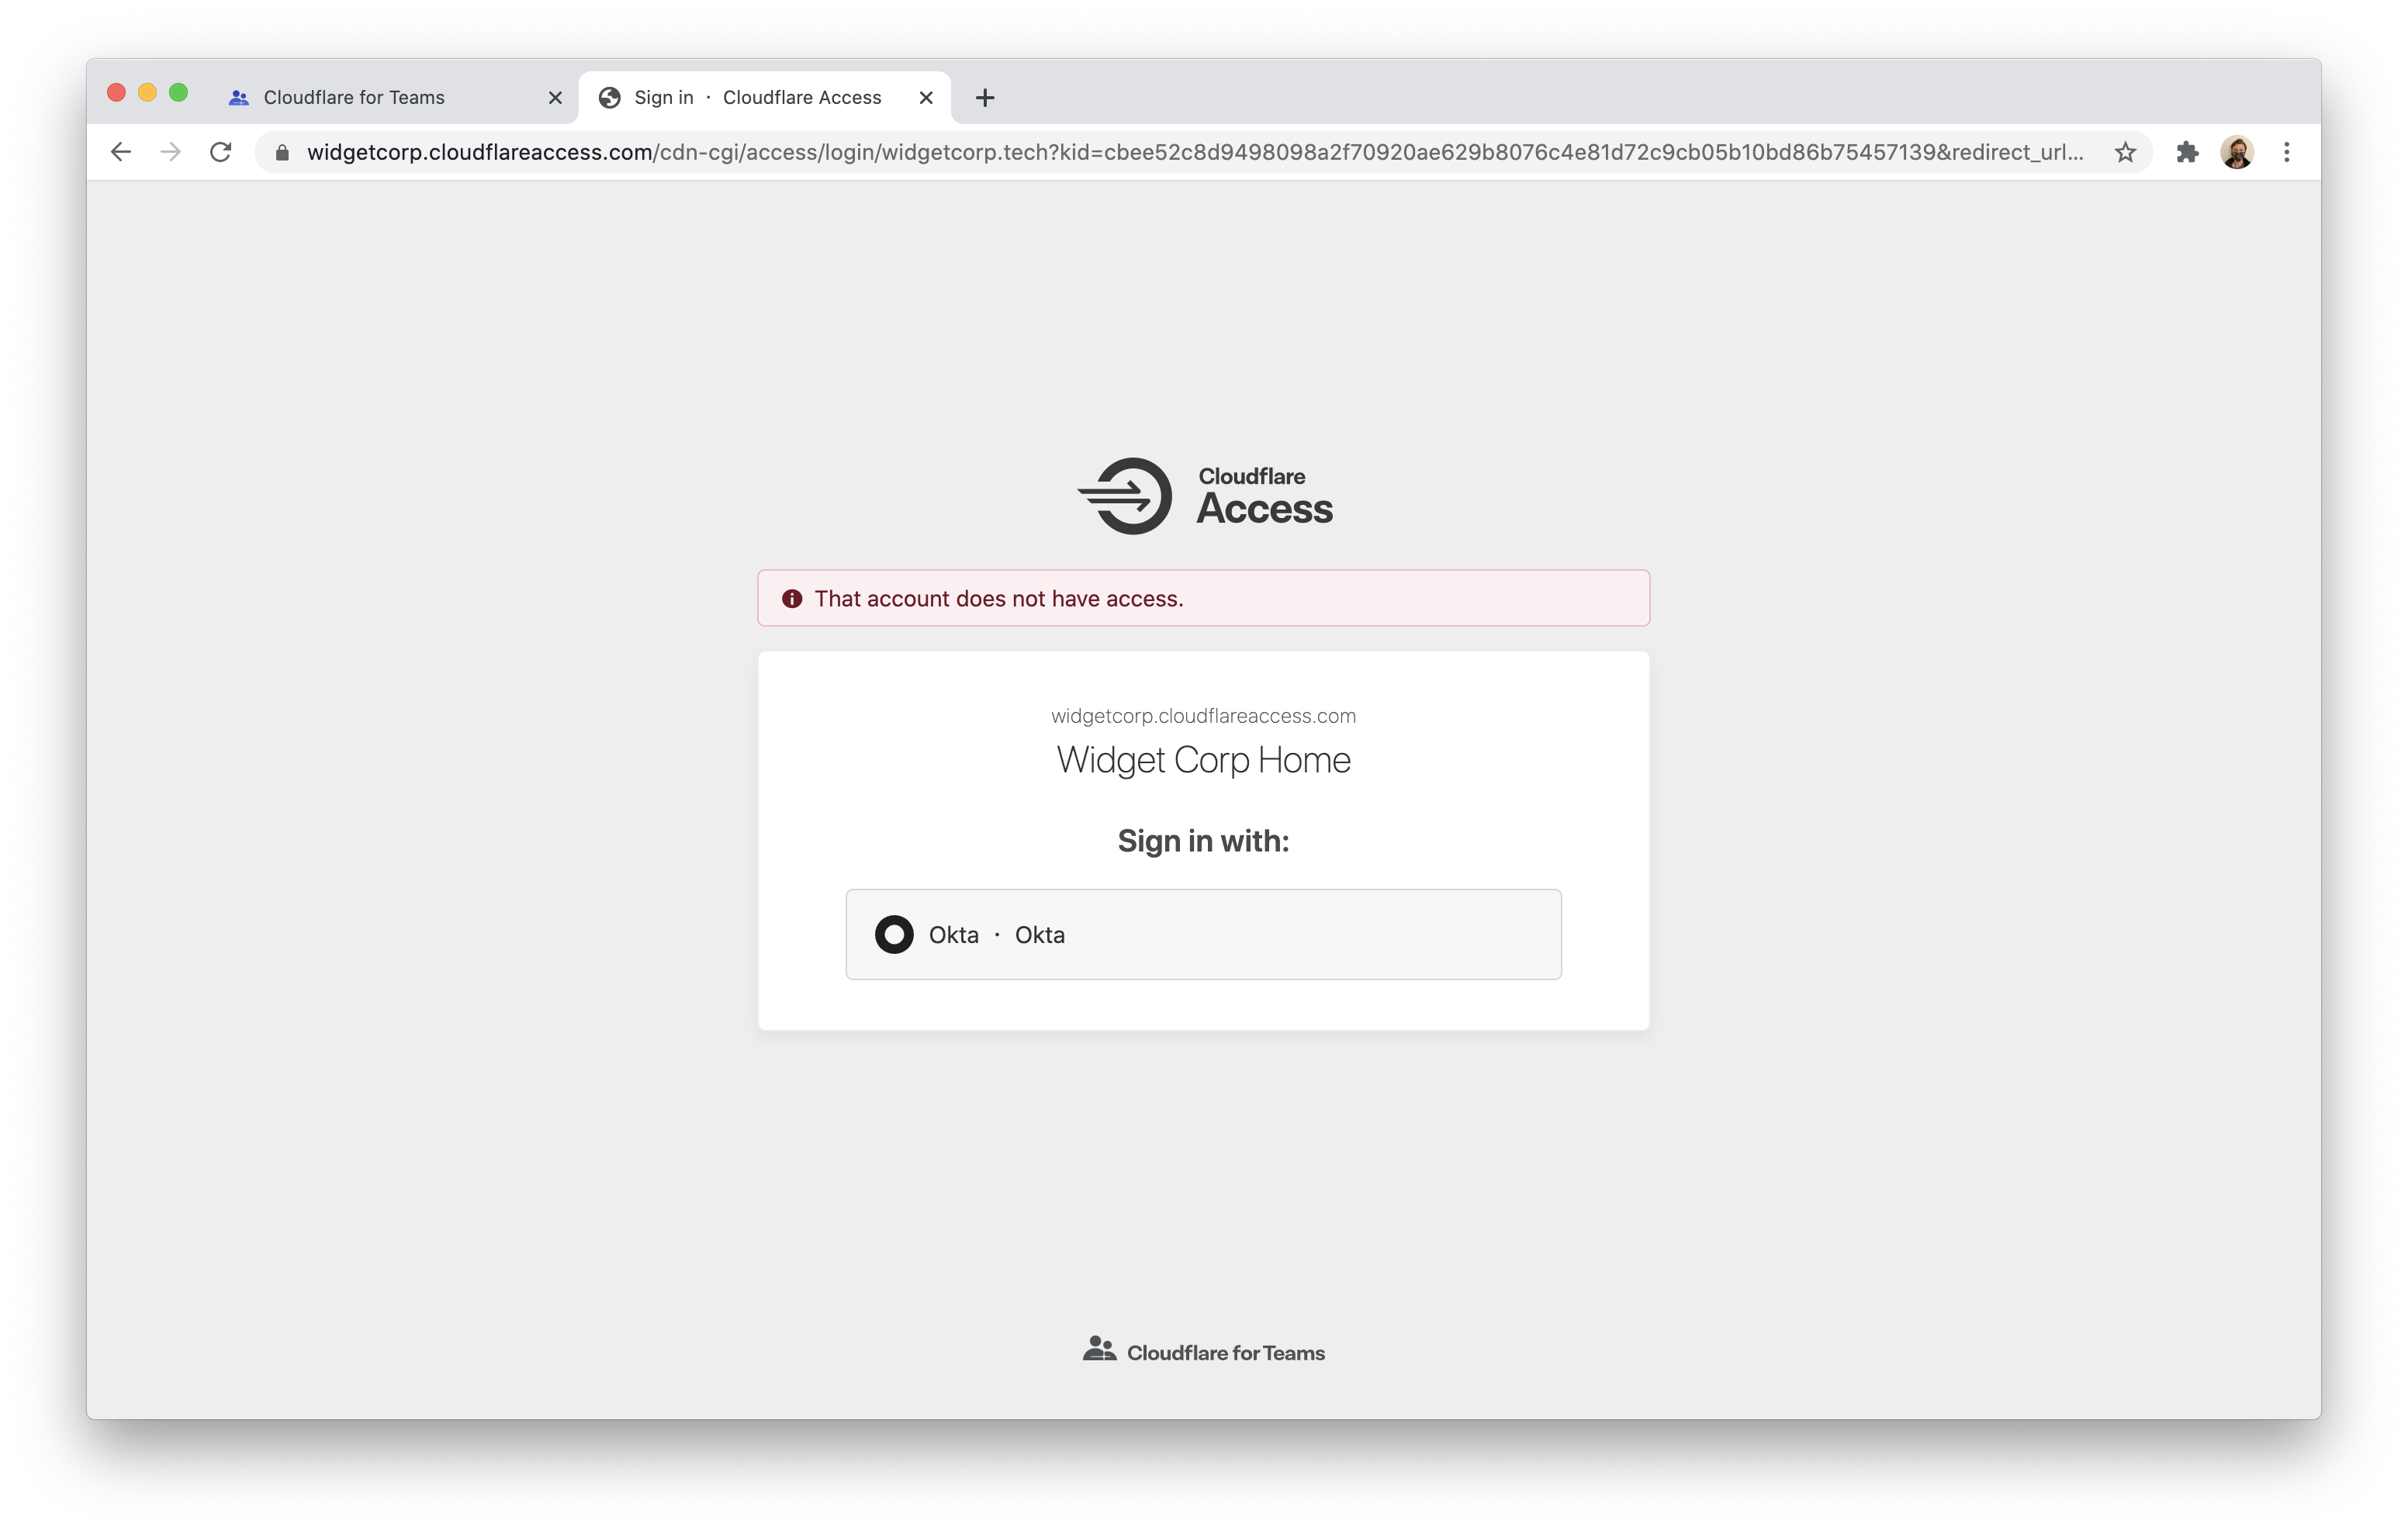 Cloudflare for Teams
Sign in · Cloudflare Access
widgetcorp.cloudflareaccess.com/cdn-cgi/access/login/widgetcorp.tech?kid=cbee52c8d9498098a2f70920ae629b8076c4e81d72c9cb05b10bd86b75457139&redirect_url...
Cloudflare
Access
That account does not have access.
widgetcorp.cloudflareaccess.com
Widget Corp Home
Sign in with:
Okta · Okta
Cloudflare for Teams